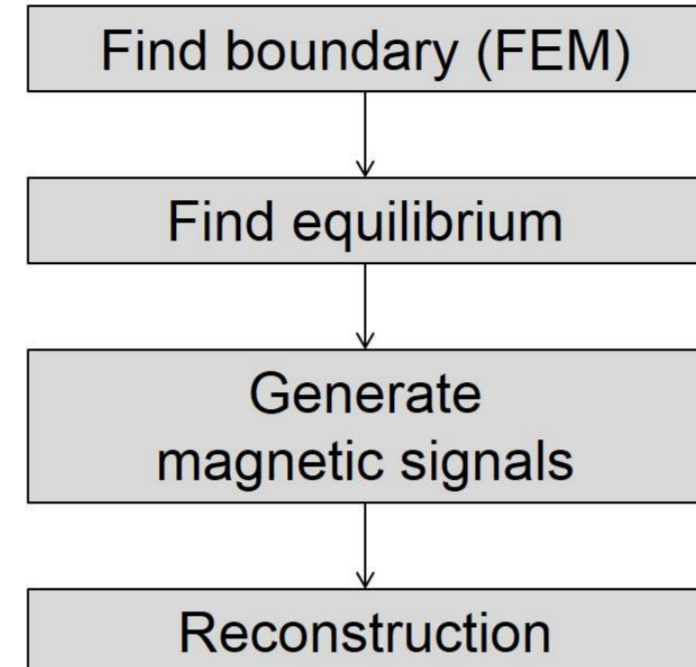 Find boundary (FEM)
Find equilibrium
Generate
magnetic signals
Reconstruction